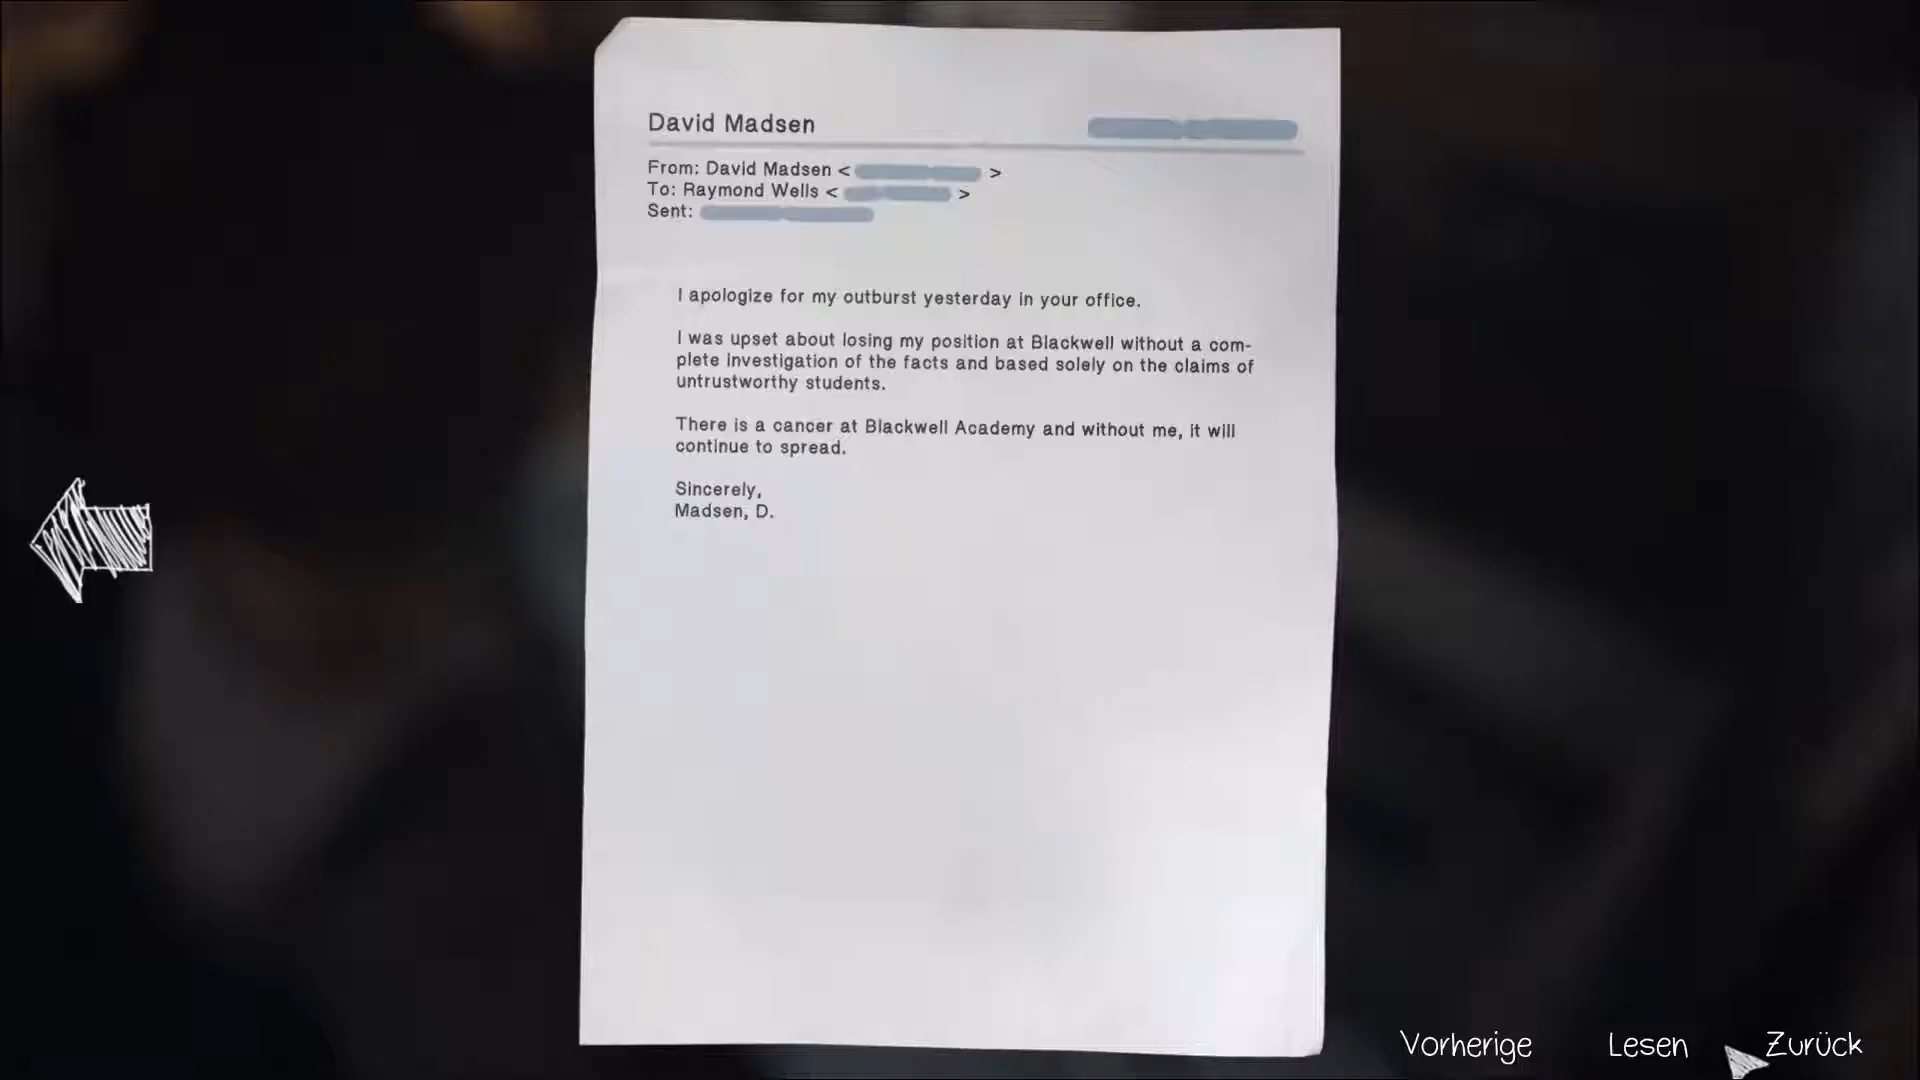 David Madsen
From: David Madsen < >
To: Raymond Wells < >
Sent:
I apologize for my outburst yesterday in your office.
I was upset about losing my position at Blackwell without a com-
plete investigation of the facts and based solely on the claims of
untrustworthy students.
There is a cancer at Blackwell Academy and without me, it will
continue to spread.
Sincerely,
Madsen, D.
Vorherige Lesen Zurück